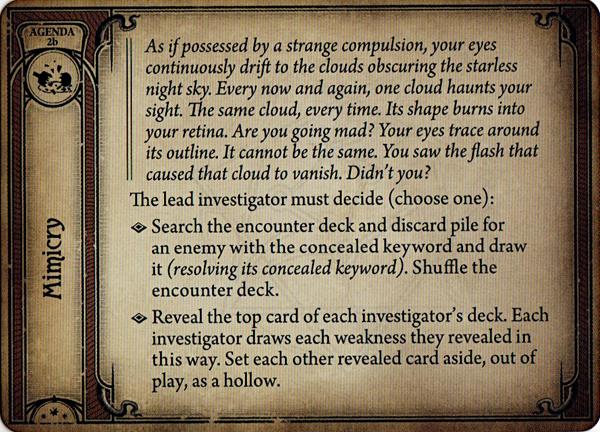 AGENDA
2b
Mimicry
As if possessed by a strange compulsion, your eyes
continuously drift to the clouds obscuring the starless
night sky. Every now and again, one cloud haunts your
sight. The same cloud, every time. Its shape burns into
your retina. Are you going mad? Your eyes trace around
its outline. It cannot be the same. You saw the flash that
caused that cloud to vanish. Didn't you?
The lead investigator must decide (choose one):
Search the encounter deck and discard pile for
an enemy with the concealed keyword and draw
it (resolving its concealed keyword). Shuffle the
encounter deck.
Reveal the top card of each investigator's deck. Each
investigator draws each weakness they revealed in
this way. Set each other revealed card aside, out of
play, as a hollow.